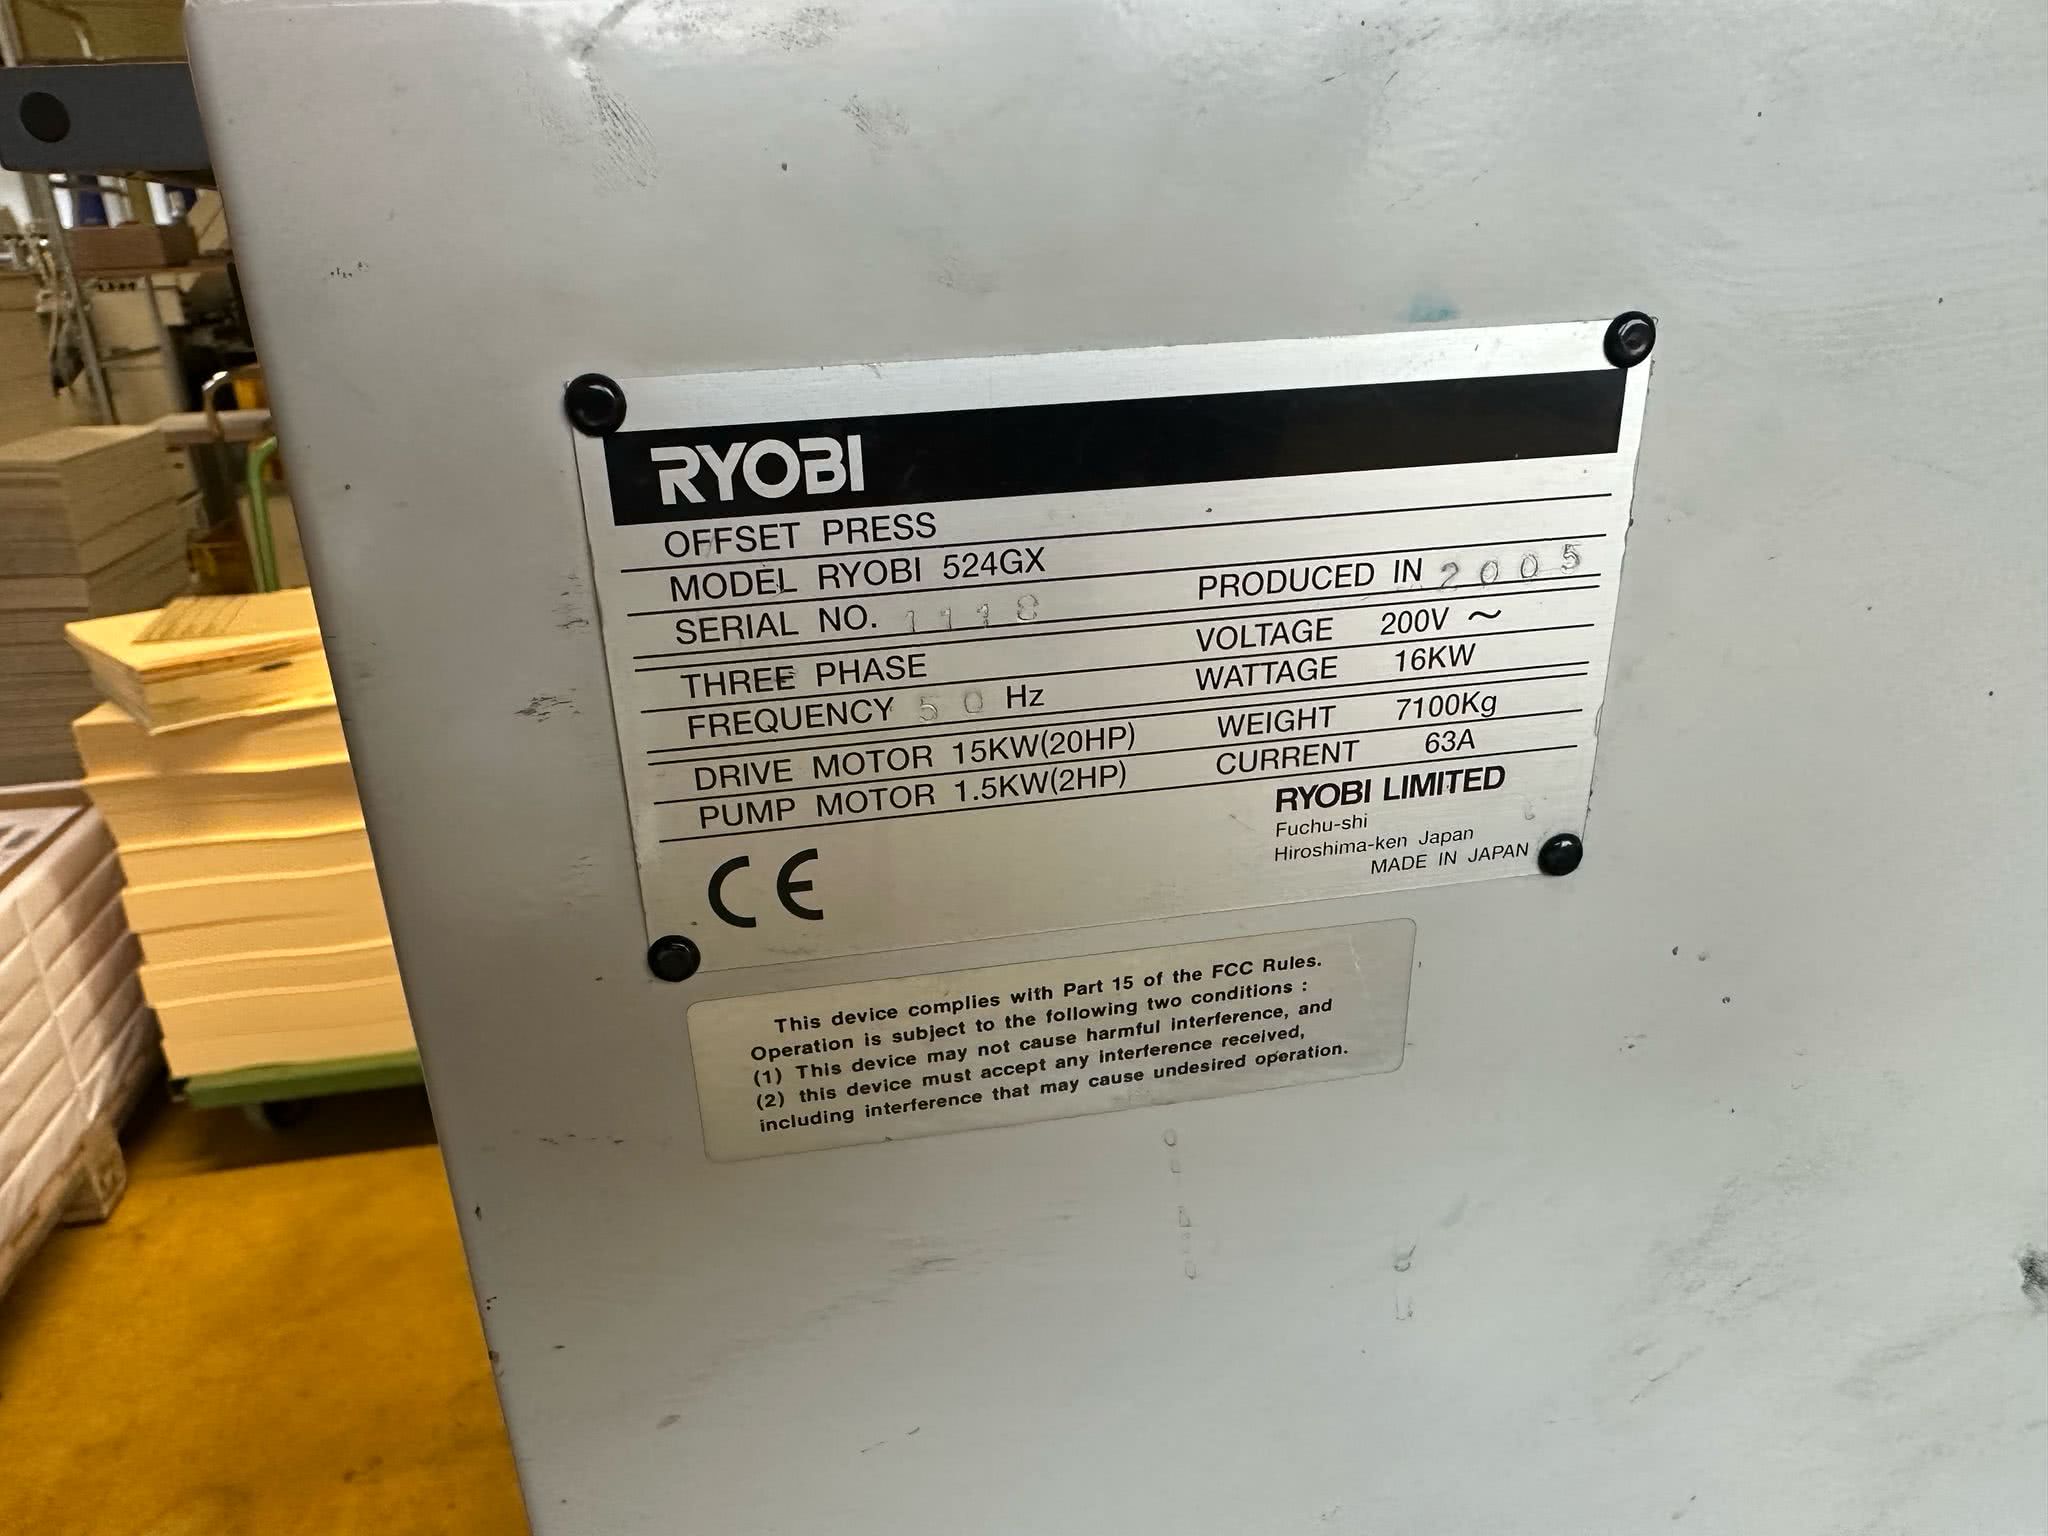 RYOBI
OFFSET PRESS
MODEL RYOBI 524GX
SERIAL NO. 1118 PRODUCED IN 2005
THREE PHASE VOLTAGE 200V ~
FREQUENCY 50 Hz WATTAGE 16KW
DRIVE MOTOR 15KW(20HP) WEIGHT 7100Kg
PUMP MOTOR 1.5KW(2HP) CURRENT 63A
RYOBI LIMITED
Fuchu-shi
Hiroshima-ken Japan
MADE IN JAPAN
CE
This device complies with Part 15 of the FCC Rules.
Operation is subject to the following two conditions :
(1) This device may not cause harmful interference, and
(2) this device must accept any interference received,
including interference that may cause undesired operation.